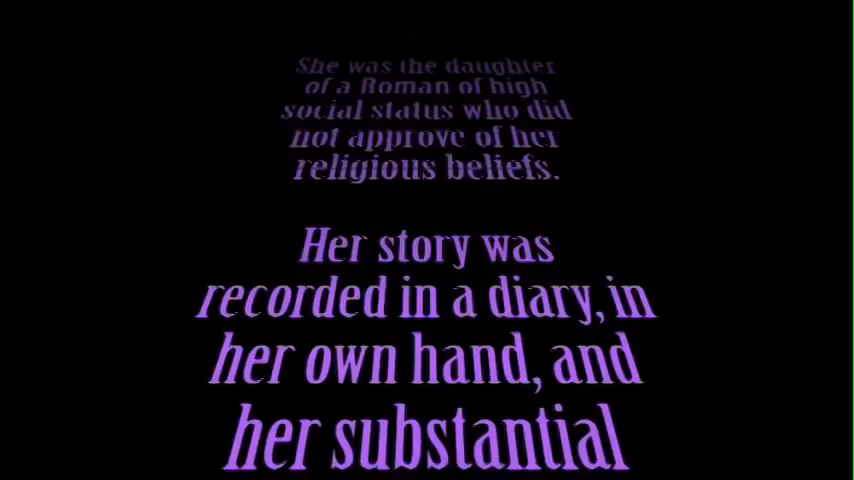 She was the daughter
of a Roman of high
social status who did
not approve of her
religious beliefs.
Her story was
recorded in a diary, in
her own hand, and
her substantial